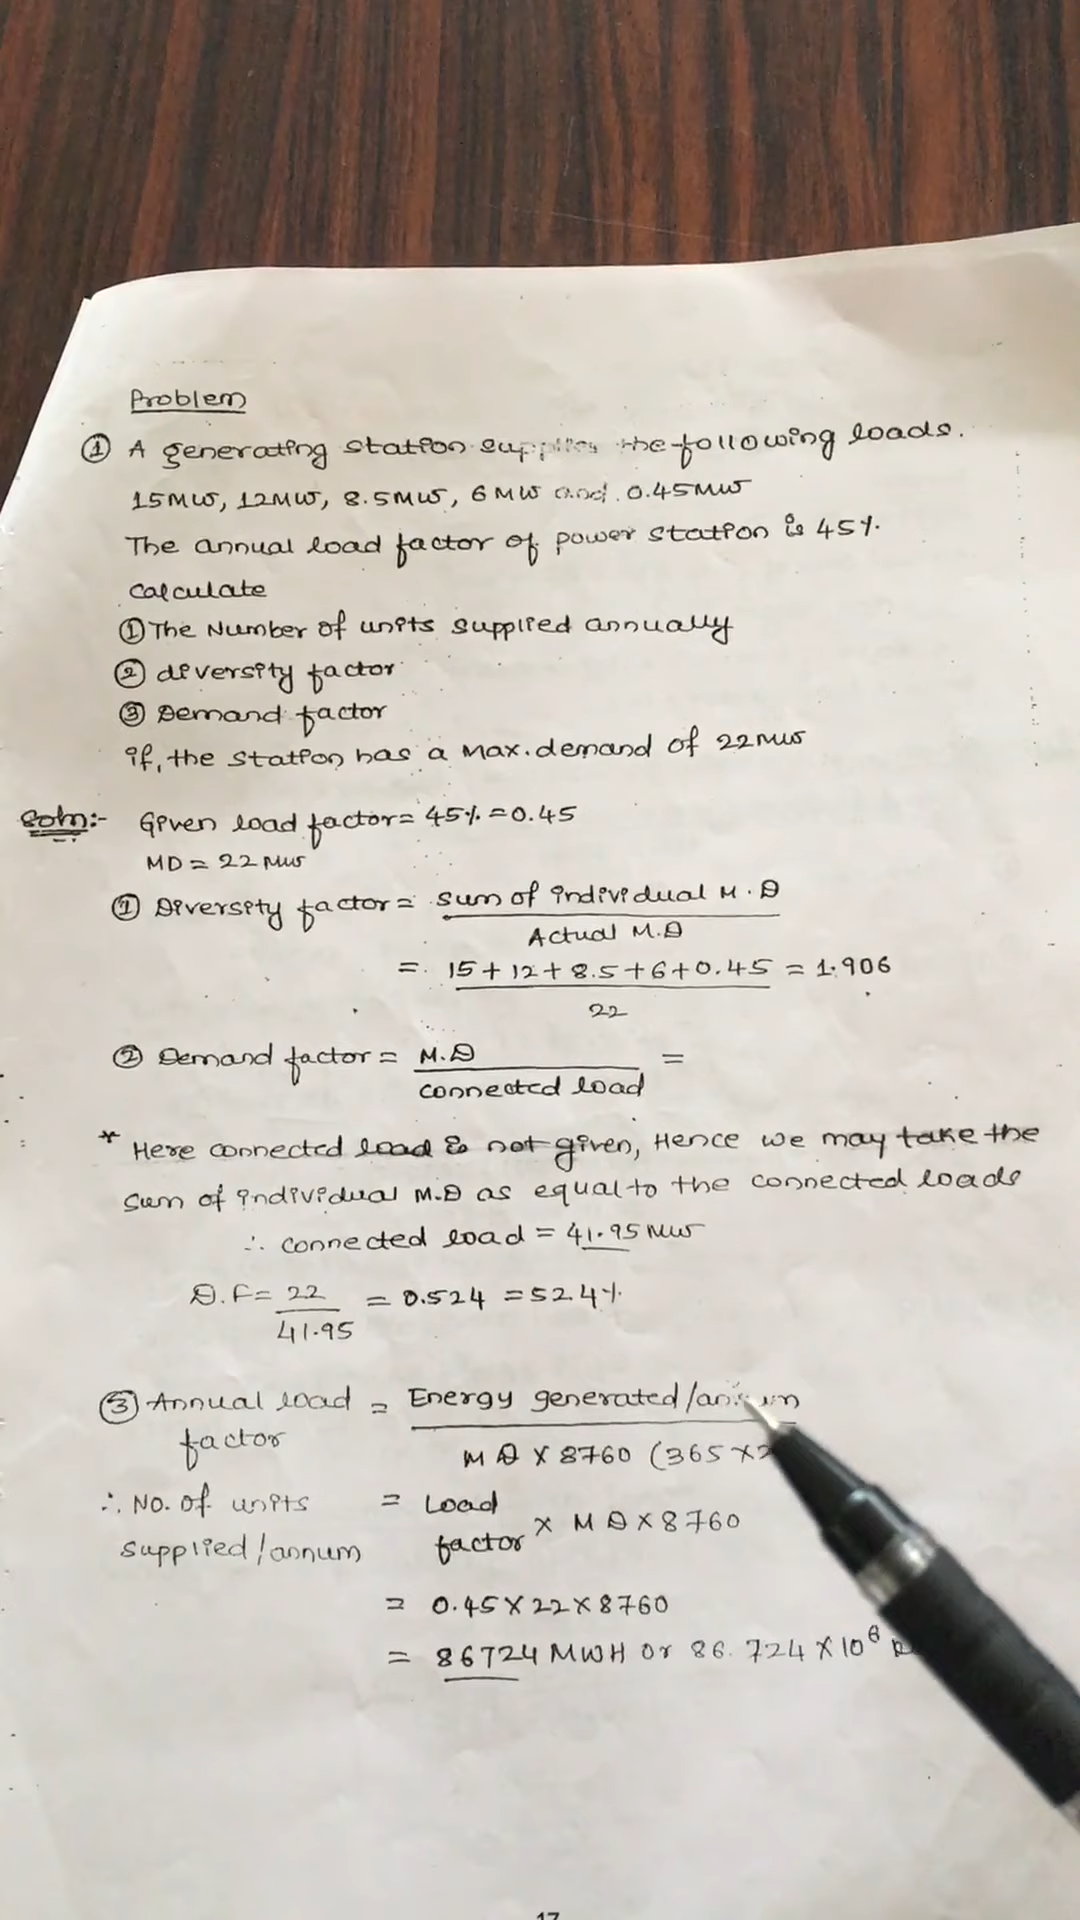 Problem
① A generating station supplies the following loads.
15MW, 12MW, 8.5MW, 6 MW and 0.45MW
The annual load factor of power station is 45%.
calculate
① The Number of units supplied annually
② diversity factor
③ Demand factor
if, the station has a Max. demand of 22MW
Soln:- Given load factor = 45% = 0.45
MD = 22 MW
① Diversity factor = sum of individual M.D
Actual M.D
= 15 + 12 + 8.5 + 6 + 0.45 = 1.906
22
② Demand factor = M.D =
connected load
* Here connected load is not given, Hence we may take the
sum of individual M.D as equal to the connected loads
∴ connected load = 41.95 MW
D.F = 22 = 0.524 = 52.4%
41.95
③ Annual load = Energy generated/annum
factor
MD × 8760 (365 ×
∴ No. of units = Load × MD × 8760
supplied/annum factor
= 0.45 × 22 × 8760
= 86724 MWH or 86.724 × 10⁶
17